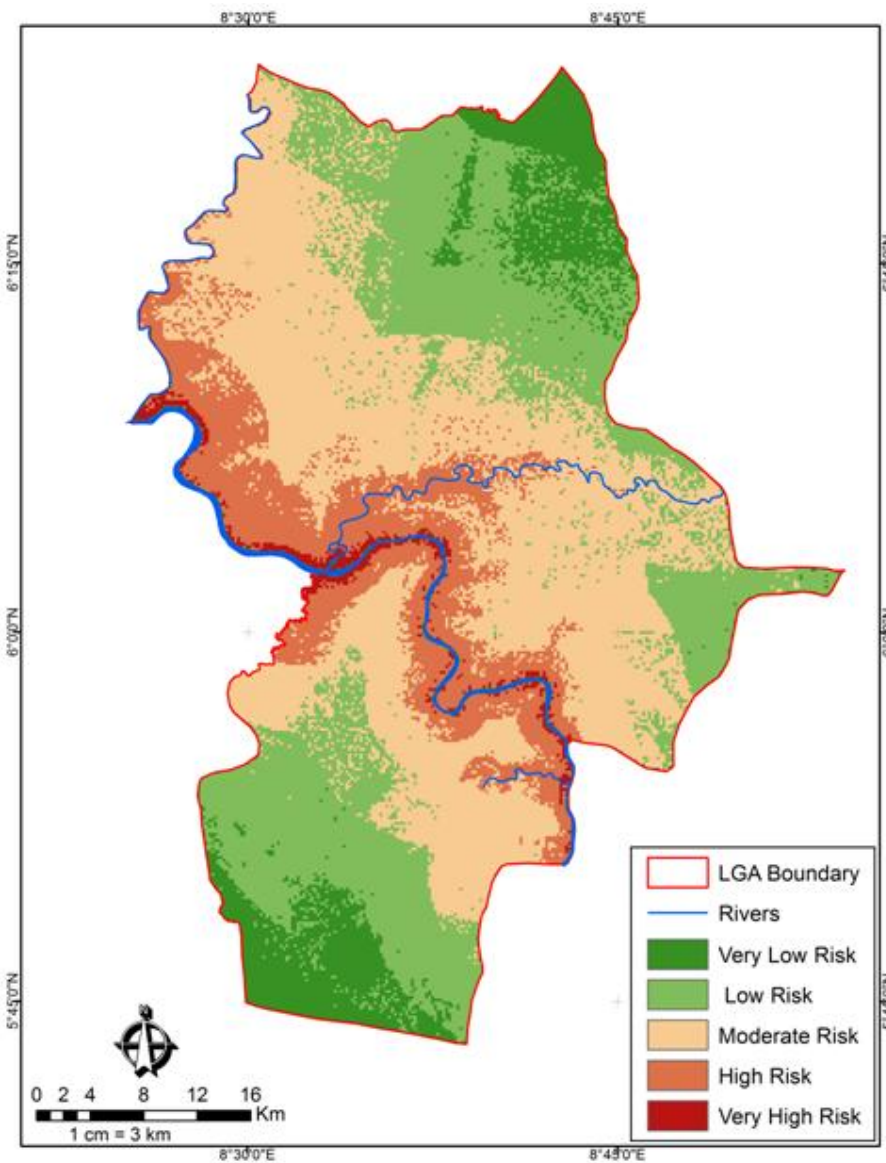 8°30'0"E 8°45'0"E
6°15'0"N
6°0'0"N
5°45'0"N
LGA Boundary
Rivers
Very Low Risk
Low Risk
Moderate Risk
High Risk
Very High Risk
N
0 2 4 8 12 16
Km
1 cm = 3 km
8°30'0"E 8°45'0"E